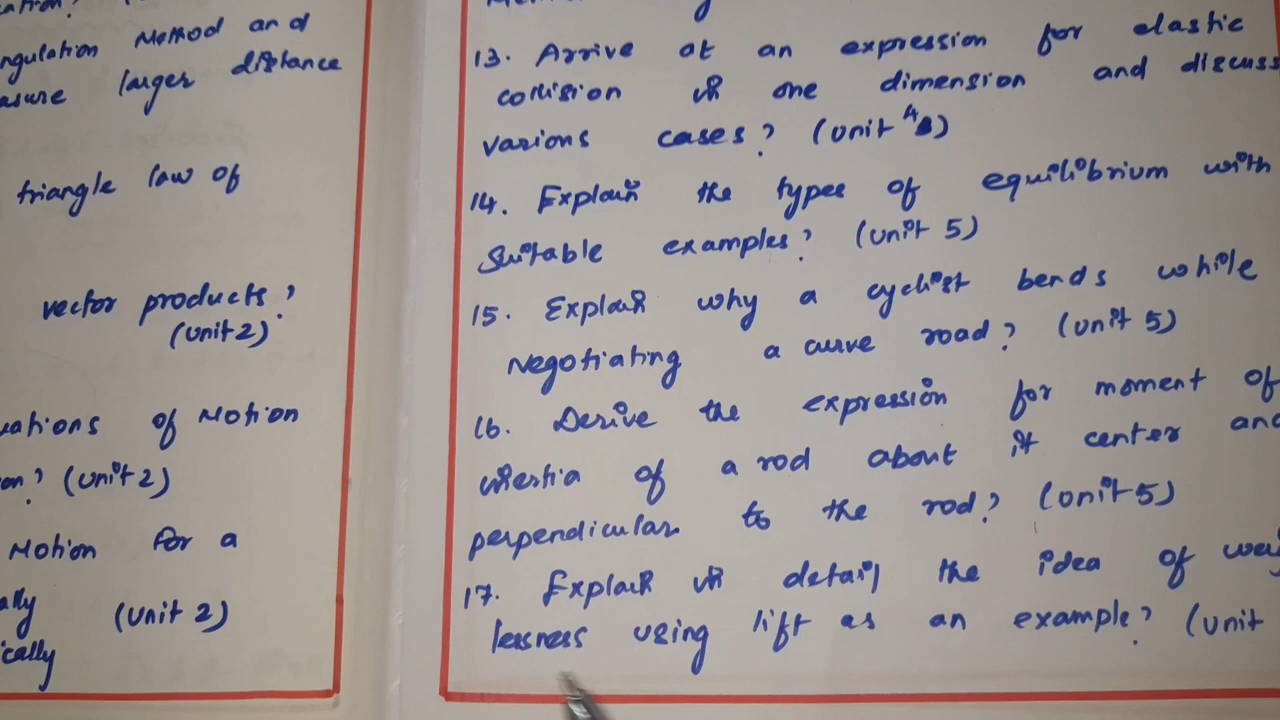 ngulation Method and
asure larger distance
triangle law of
vector products?
(unit 2)
uations of Motion
on? (unit 2)
Motion for a
ally (unit 2)
cally
13. Arrive at an expression for elastic
collision in one dimension and discuss
various cases? (unit 4)
14. Explain the types of equilibrium with
suitable examples? (unit 5)
15. Explain why a cyclist bends while
negotiating a curve road? (unit 5)
16. Derive the expression for moment of
inertia of a rod about it center and
perpendicular to the rod? (unit 5)
17. Explain in detail the idea of wei
lessness using lift as an example? (unit